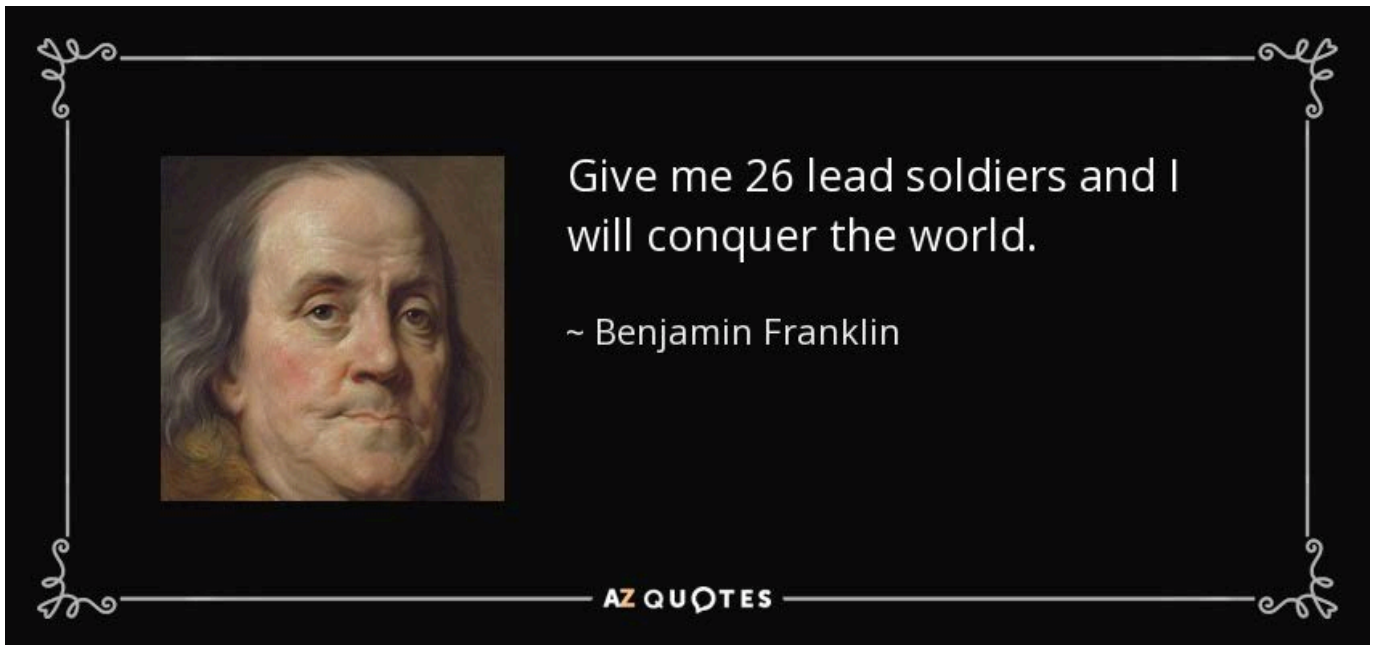 Give me 26 lead soldiers and I
will conquer the world.
~ Benjamin Franklin
AZ QUOTES